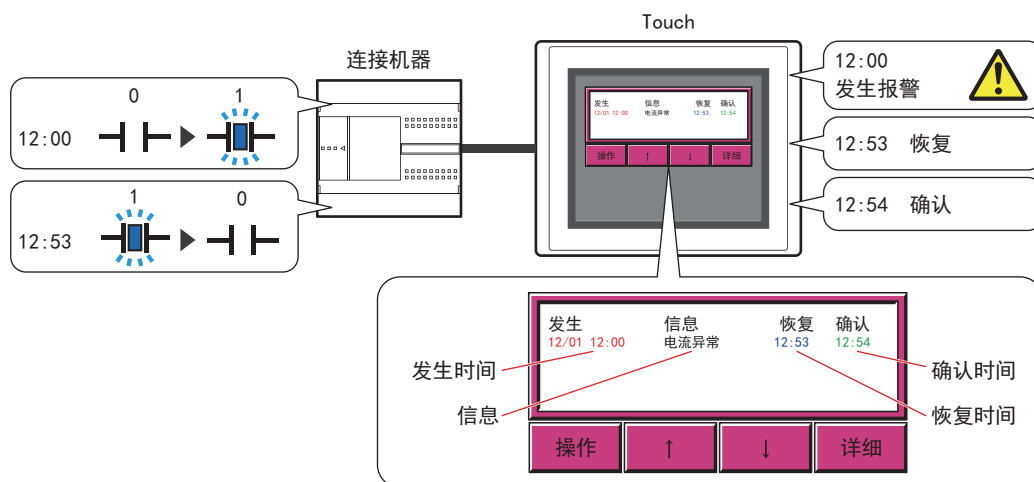 Touch
连接机器
0 1
12:00
1 0
12:53
发生 信息 恢复 确认
12/01 12:00 电流异常 12:53 12:54
操作 ↑ ↓ 详细
12:00
发生报警
12:53 恢复
12:54 确认
发生 信息 恢复 确认
12/01 12:00 电流异常 12:53 12:54
发生时间
确认时间
信息
恢复时间
操作 ↑ ↓ 详细